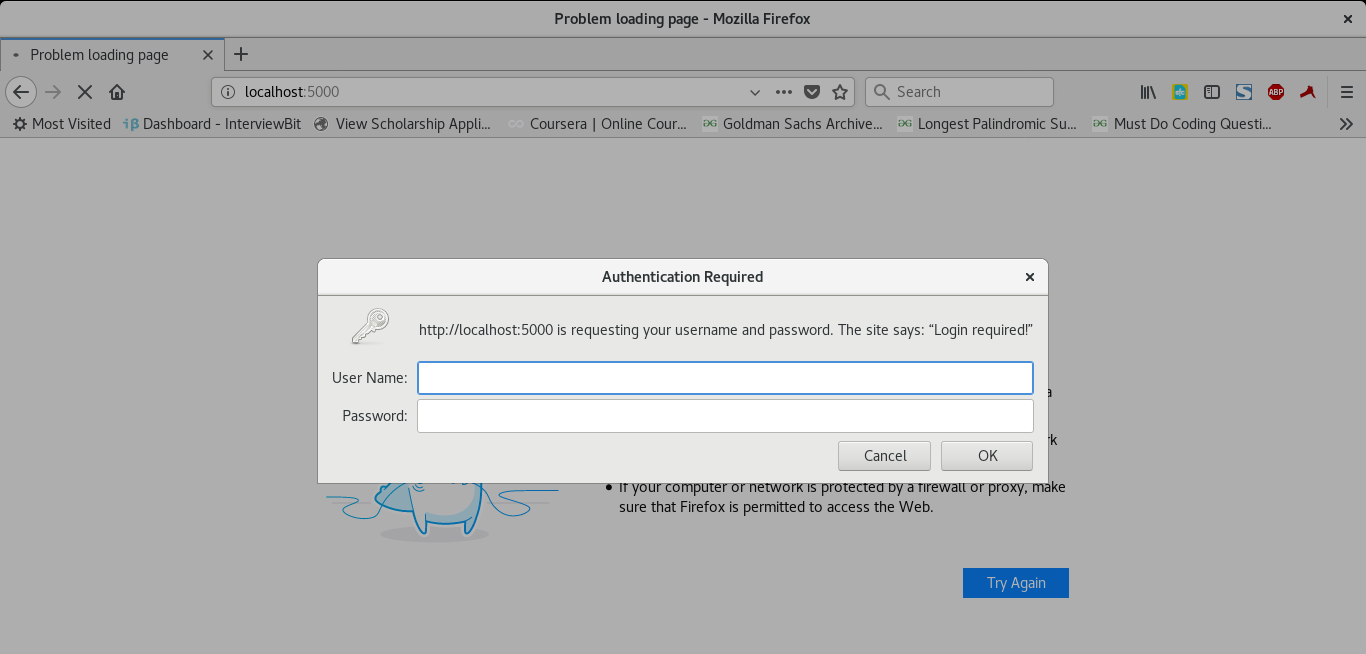 Problem loading page - Mozilla Firefox
Problem loading page
localhost:5000
Search
ABP
Most Visited
iβ Dashboard - InterviewBit
View Scholarship Appli...
Coursera | Online Cour...
Goldman Sachs Archive...
Longest Palindromic Su...
Must Do Coding Questi...
Authentication Required
http://localhost:5000 is requesting your username and password. The site says: “Login required!”
User Name:
Password:
Cancel
OK
a
rk
If your computer or network is protected by a firewall or proxy, make
sure that Firefox is permitted to access the Web.
Try Again